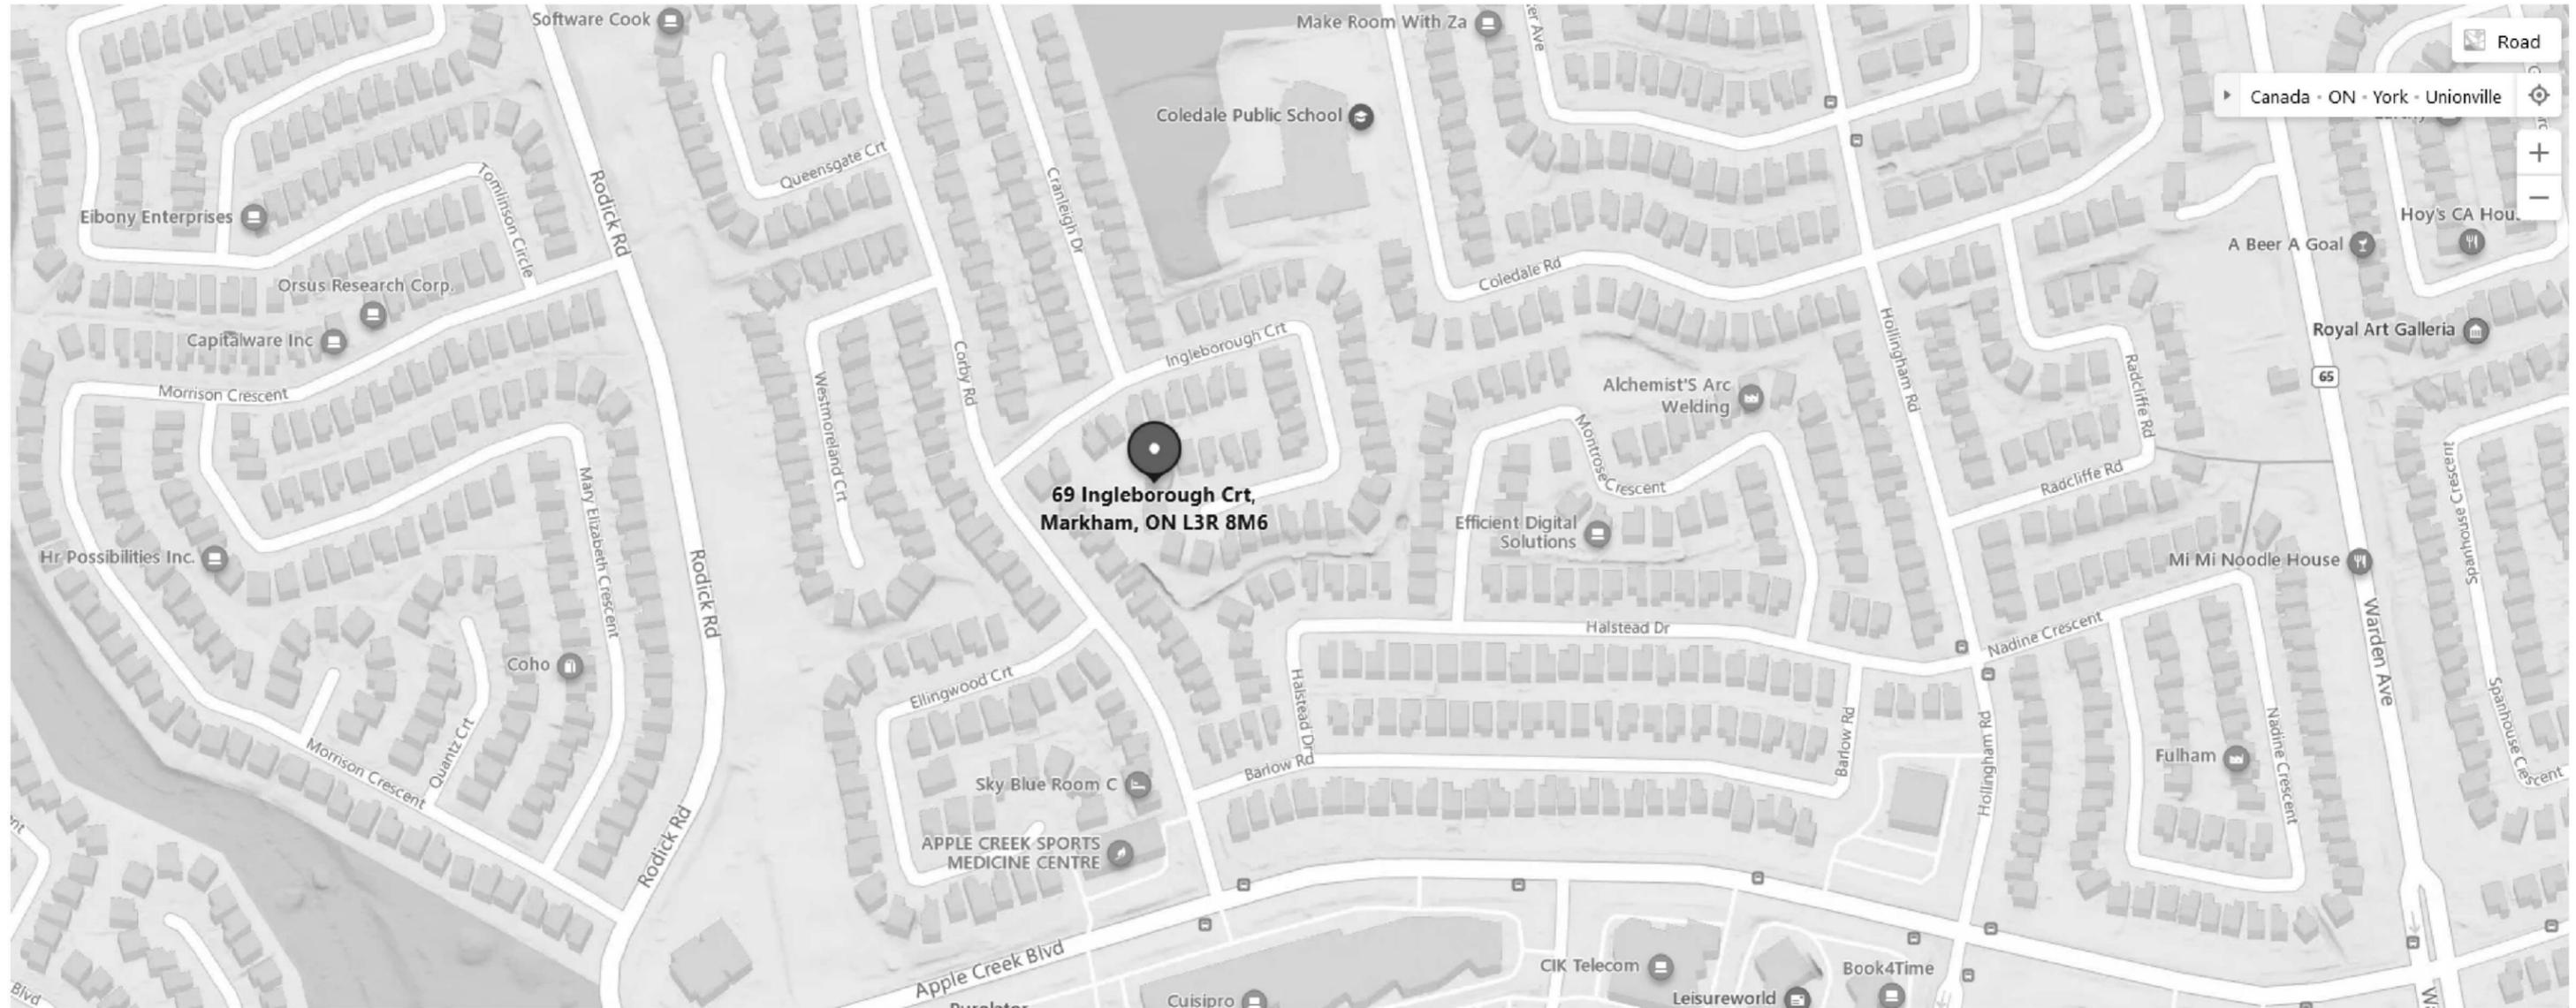 Software Cook
Make Room With Za
er Ave
Road
Canada · ON · York · Unionville
Coledale Public School
Queensgate Crt
Tomlinson Circle
Rodick Rd
Cranleigh Dr
Eibony Enterprises
Hoy's CA Hou
A Beer A Goal
Coledale Rd
Orsus Research Corp.
Capitalware Inc
Hollingham Rd
Royal Art Galleria
Ingleborough Crt
Corby Rd
Westmoreland Crt
65
Radcliffe Rd
Morrison Crescent
Alchemist'S Arc
Welding
Montrose Crescent
Radcliffe Rd
Spanhouse Crescent
Mary Elizabeth Crescent
69 Ingleborough Crt,
Markham, ON L3R 8M6
Efficient Digital
Solutions
Hr Possibilities Inc.
Rodick Rd
Mi Mi Noodle House
Halstead Dr
Nadine Crescent
Warden Ave
Coho
Ellingwood Crt
Halstead Dr
Spanhouse Crescent
Morrison Crescent
Quantz Crt
Barlow Rd
Barlow Rd
Hollingham Rd
Nadine Crescent
Fulham
Sky Blue Room C
Rodick Rd
APPLE CREEK SPORTS
MEDICINE CENTRE
Apple Creek Blvd
CIK Telecom
Book4Time
Leisureworld
Cuisipro
Blvd